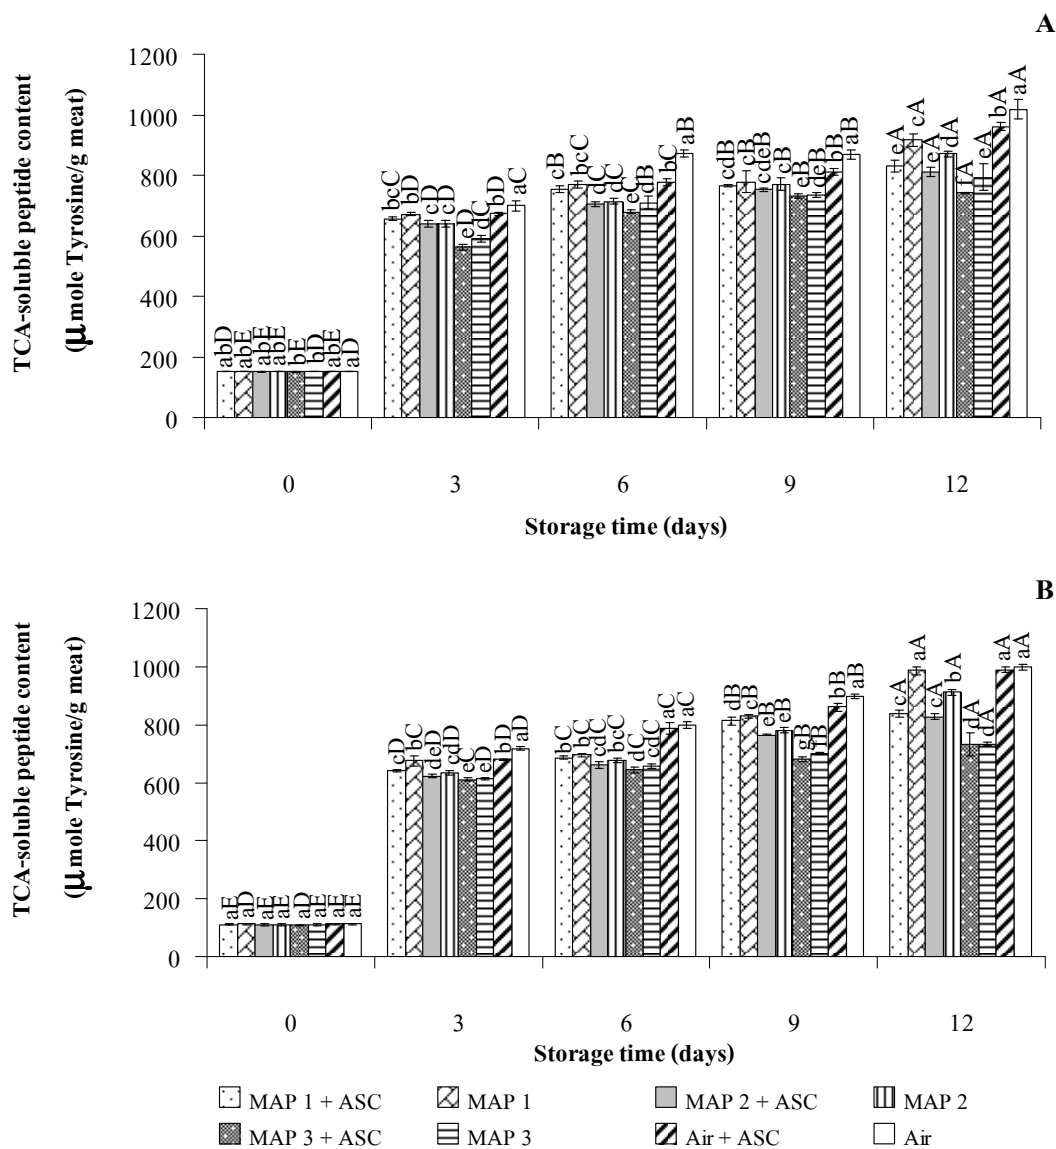 A
TCA-soluble peptide content
(μmole Tyrosine/g meat)
1200
1000
800
600
400
200
0
abD abE abE abE bE bD abE aD
bcC bD cD cD eD dC bD aC
cB bcC dC dC eC dB bC aB
cdB cB cdeB cB eB deB bB aB
eA cA eA dA fA eA bA aA
0 3 6 9 12
Storage time (days)
B
TCA-soluble peptide content
(μmole Tyrosine/g meat)
1200
1000
800
600
400
200
0
aE aD aE aE aD aE aE aE
cD bC deD cdD eC eD bD aD
bC bC cdC bcC dC cdC aC aC
dB cB eB eB gB fB bB aB
cA aA cA bA dA dA aA aA
0 3 6 9 12
Storage time (days)
MAP 1 + ASC MAP 1 MAP 2 + ASC MAP 2
MAP 3 + ASC MAP 3 Air + ASC Air